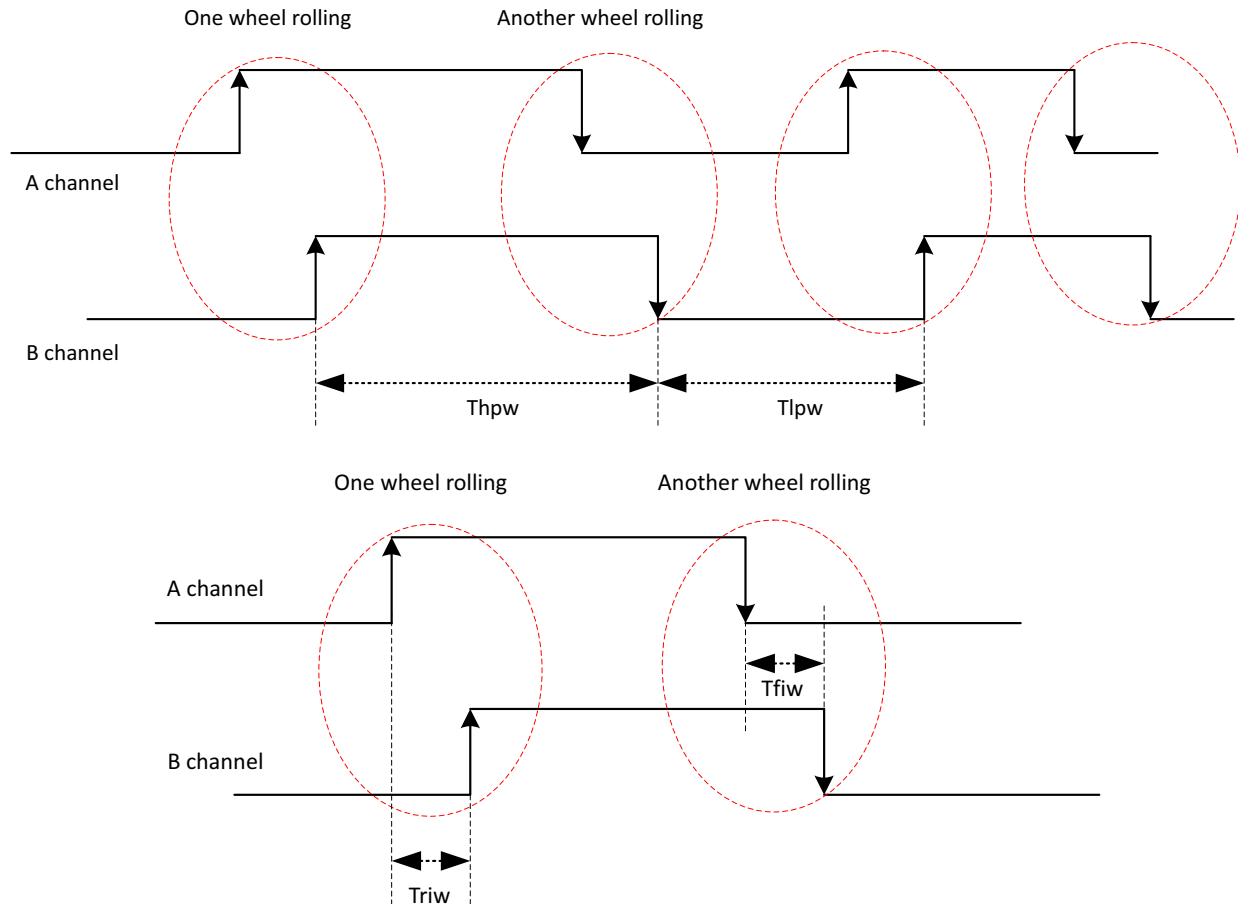 One wheel rolling
Another wheel rolling
A channel
B channel
Thpw
Tlpw
One wheel rolling
Another wheel rolling
A channel
Tfiw
B channel
Triw